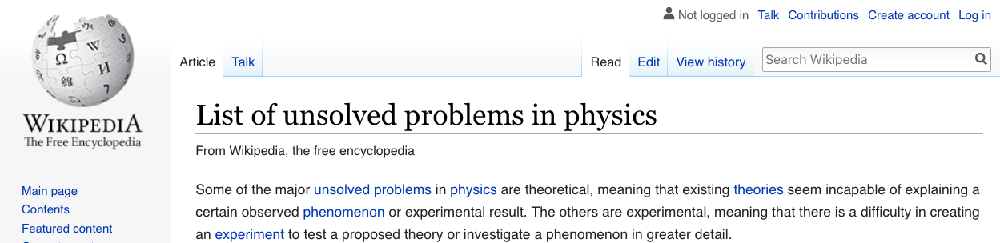 Not logged in Talk Contributions Create account Log in
Article Talk Read Edit View history Search Wikipedia
Ω W И 維 7
WIKIPEDIA
The Free Encyclopedia
List of unsolved problems in physics
From Wikipedia, the free encyclopedia
Main page
Contents
Featured content
Some of the major unsolved problems in physics are theoretical, meaning that existing theories seem incapable of explaining a
certain observed phenomenon or experimental result. The others are experimental, meaning that there is a difficulty in creating
an experiment to test a proposed theory or investigate a phenomenon in greater detail.